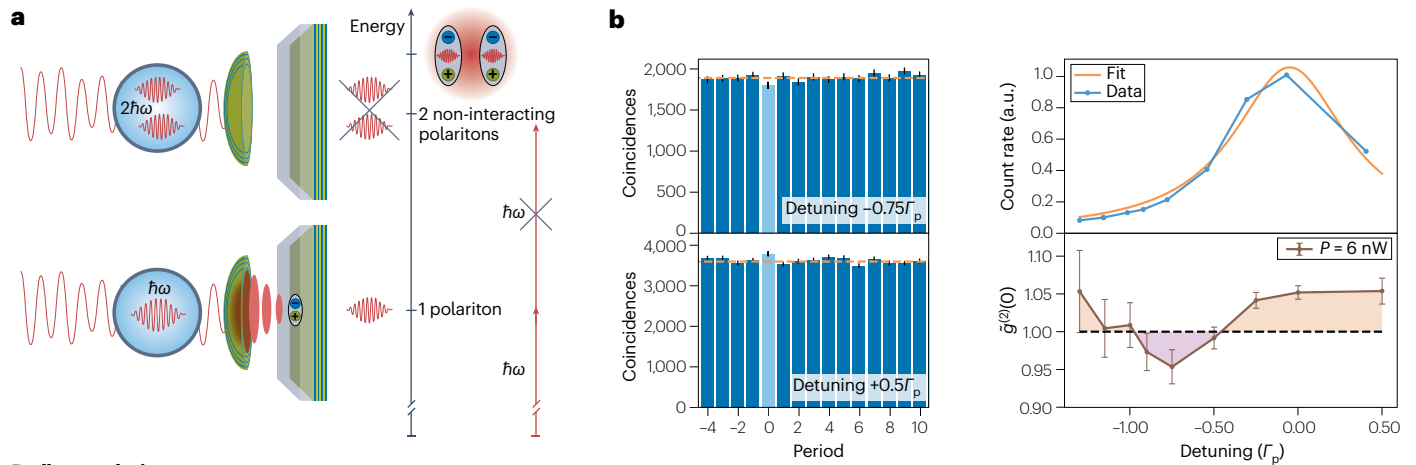 a
Energy
2ħω
2 non-interacting
polaritons
ħω
ħω
1 polariton
ħω
b
Coincidences
2,000
1,500
1,000
500
0
Detuning −0.75Γp
Coincidences
4,000
3,000
2,000
1,000
0
Detuning +0.5Γp
−4 −2 0 2 4 6 8 10
Period
Count rate (a.u.)
1.0
0.8
0.6
0.4
0.2
0.0
Fit
Data
g̃(2)(0)
1.10
1.05
1.00
0.95
0.90
P = 6 nW
−1.00 −0.50 0.00 0.50
Detuning (Γp)